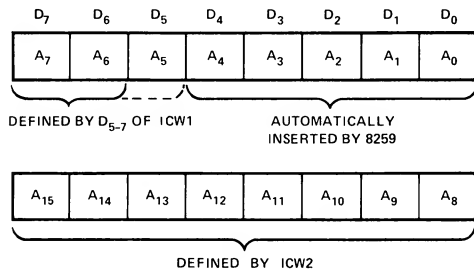 D₇ D₆ D₅ D₄ D₃ D₂ D₁ D₀
A₇ A₆ A₅ A₄ A₃ A₂ A₁ A₀
DEFINED BY D₅₋₇ OF ICW1
AUTOMATICALLY
INSERTED BY 8259
A₁₅ A₁₄ A₁₃ A₁₂ A₁₁ A₁₀ A₉ A₈
DEFINED BY ICW2